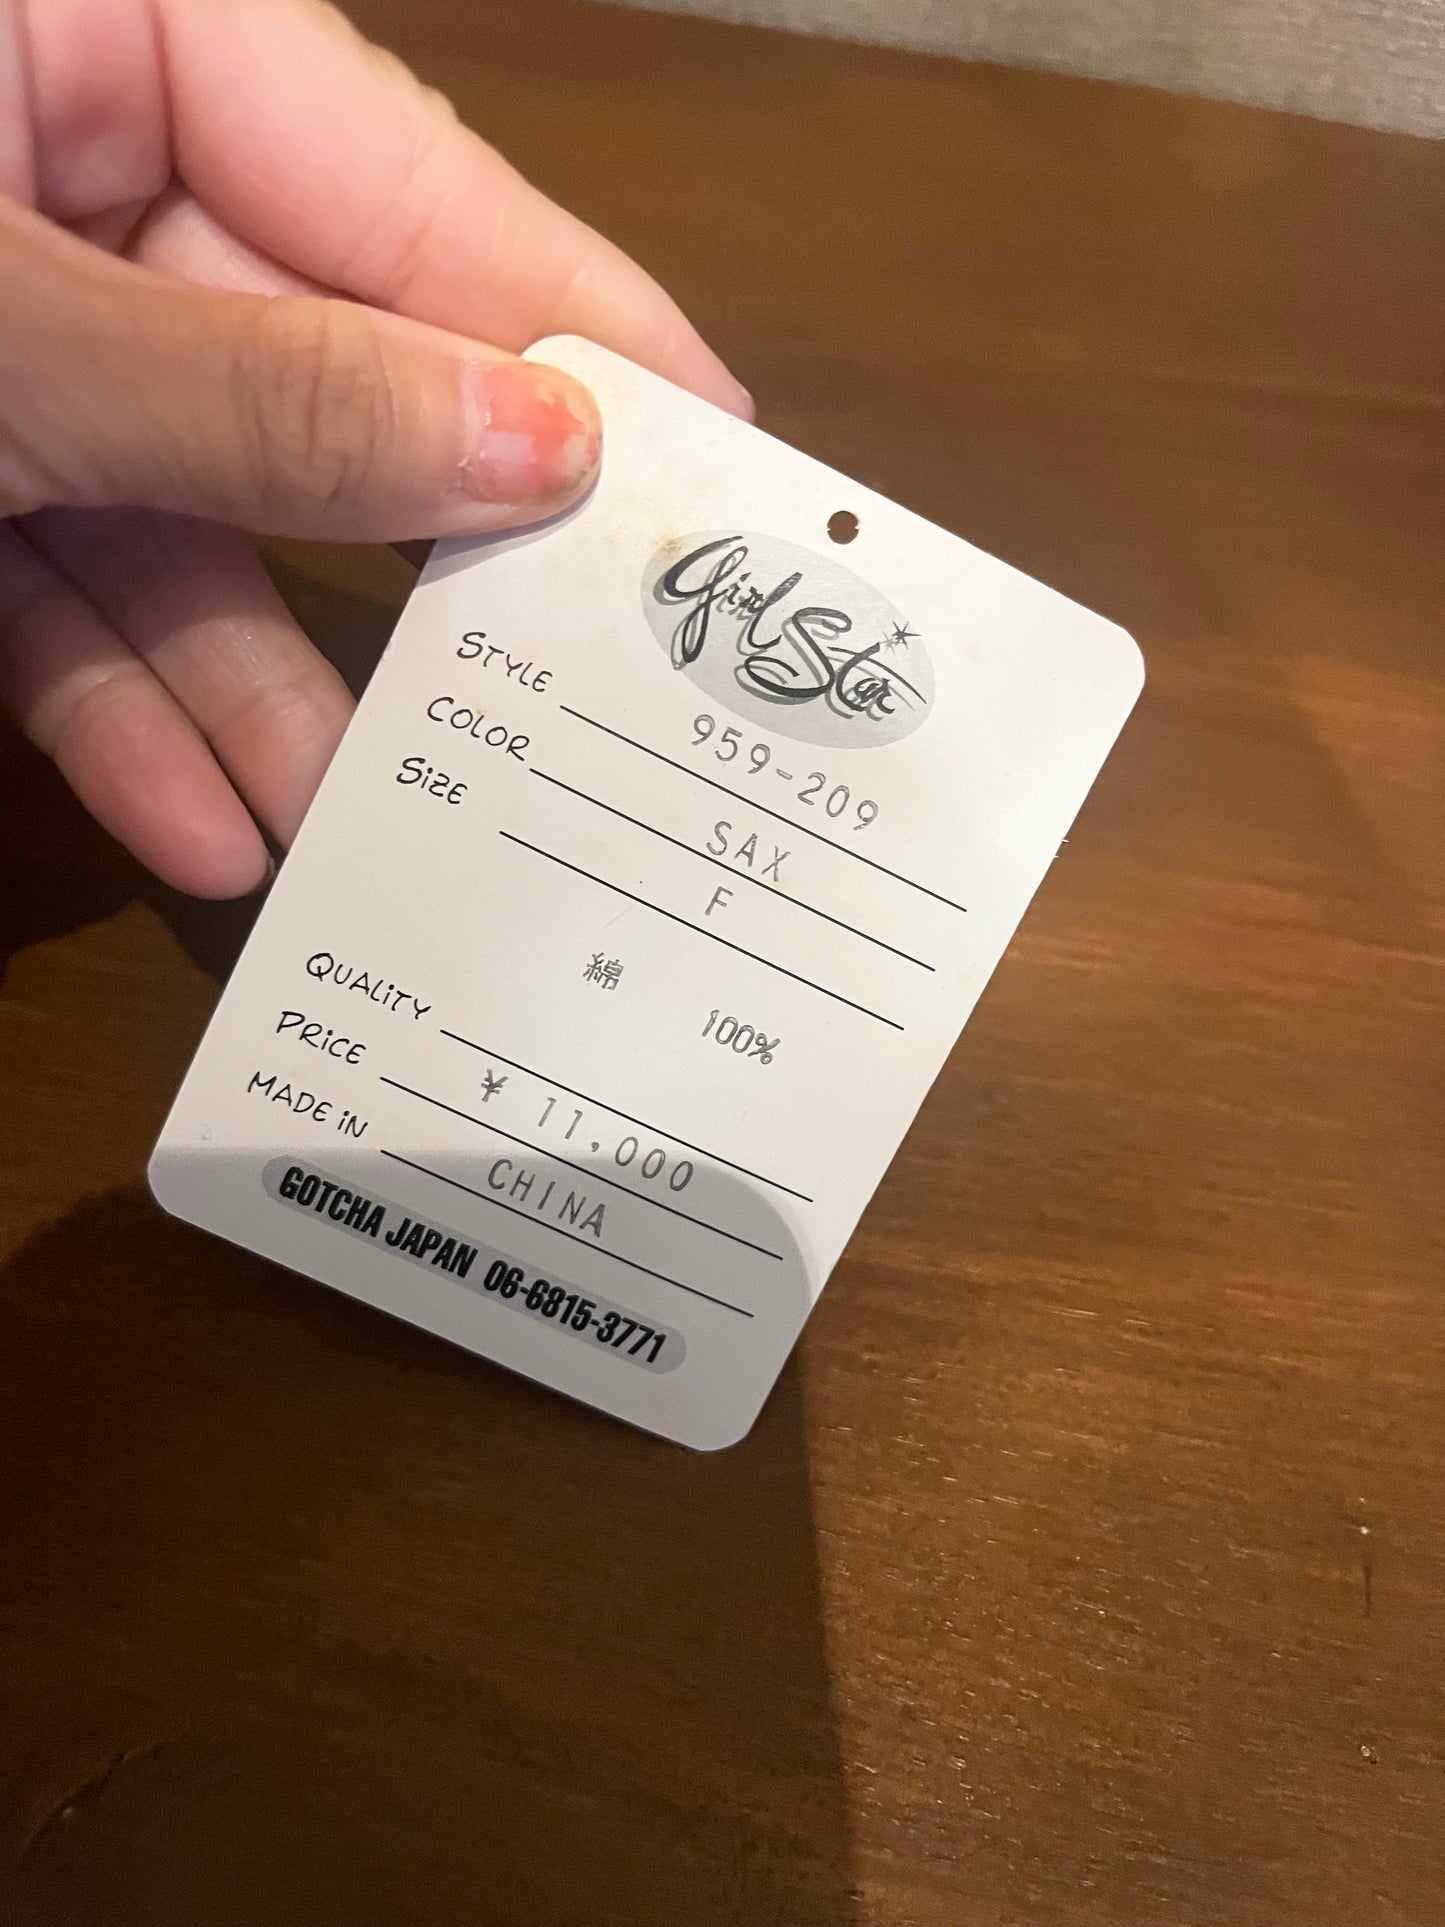 Girl Star
STYLE 959-209
COLOR SAX
SiZE F
綿 100%
QUALiTY
PRiCE ¥ 11,000
MADE iN CHINA
GOTCHA JAPAN 06-6815-3771